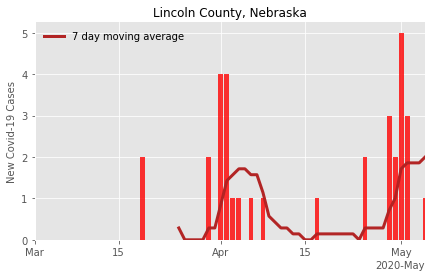 Lincoln County, Nebraska
7 day moving average
New Covid-19 Cases
5
4
3
2
1
0
Mar 15 Apr 15 May
2020-May